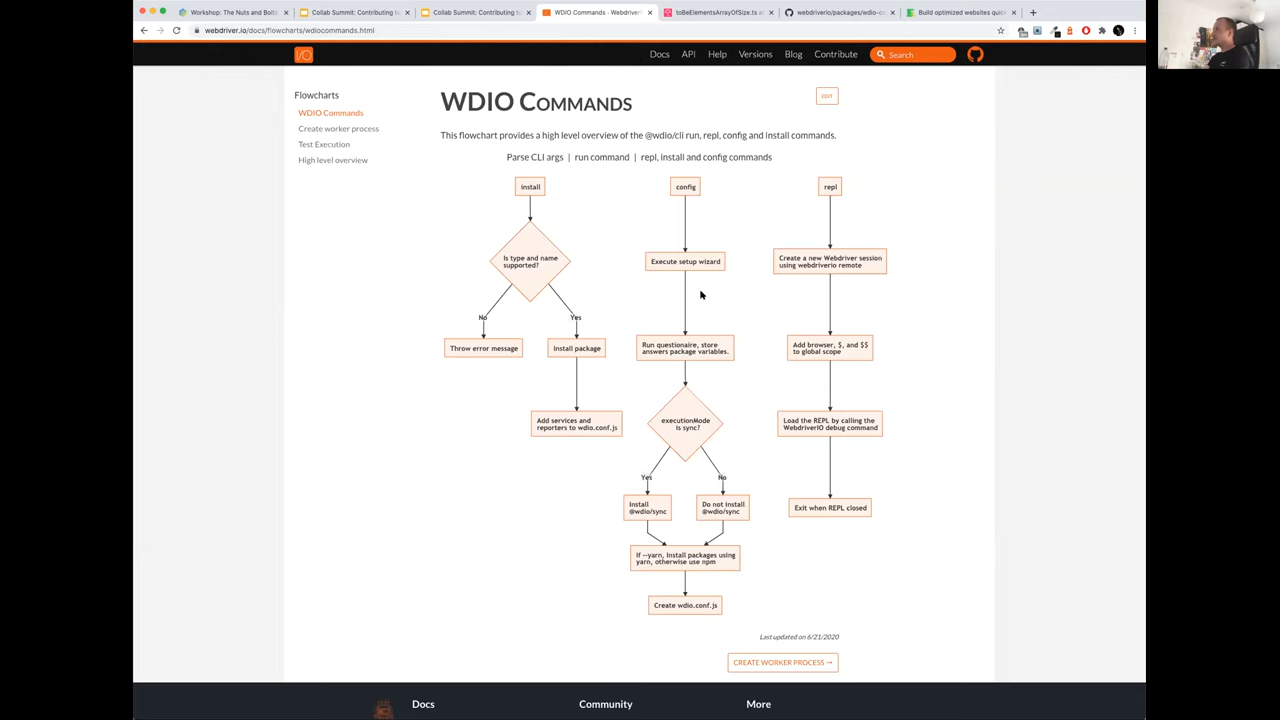 Workshop: The Nuts and Bolts
Collab Summit: Contributing to
Collab Summit: Contributing to
WDIO Commands · WebdriverI
toBeElementsArrayOfSize.ts at
webdriverio/packages/wdio-co
Build optimized websites quick
webdriver.io/docs/flowcharts/wdiocommands.html
I/O
Docs
API
Help
Versions
Blog
Contribute
Search
Flowcharts
WDIO Commands
Create worker process
Test Execution
High level overview
WDIO Commands
EDIT
This flowchart provides a high level overview of the @wdio/cli run, repl, config and install commands.
Parse CLI args | run command | repl, install and config commands
install
Is type and name
supported?
No
Yes
Throw error message
Install package
Add services and
reporters to wdio.conf.js
config
Execute setup wizard
Run questionaire, store
answers package variables.
executionMode
is sync?
Yes
No
Install
@wdio/sync
Do not install
@wdio/sync
If --yarn, install packages using
yarn, otherwise use npm
Create wdio.conf.js
repl
Create a new Webdriver session
using webdriverio remote
Add browser, $, and $$
to global scope
Load the REPL by calling the
WebdriverIO debug command
Exit when REPL closed
Last updated on 6/21/2020
CREATE WORKER PROCESS →
Docs
Community
More